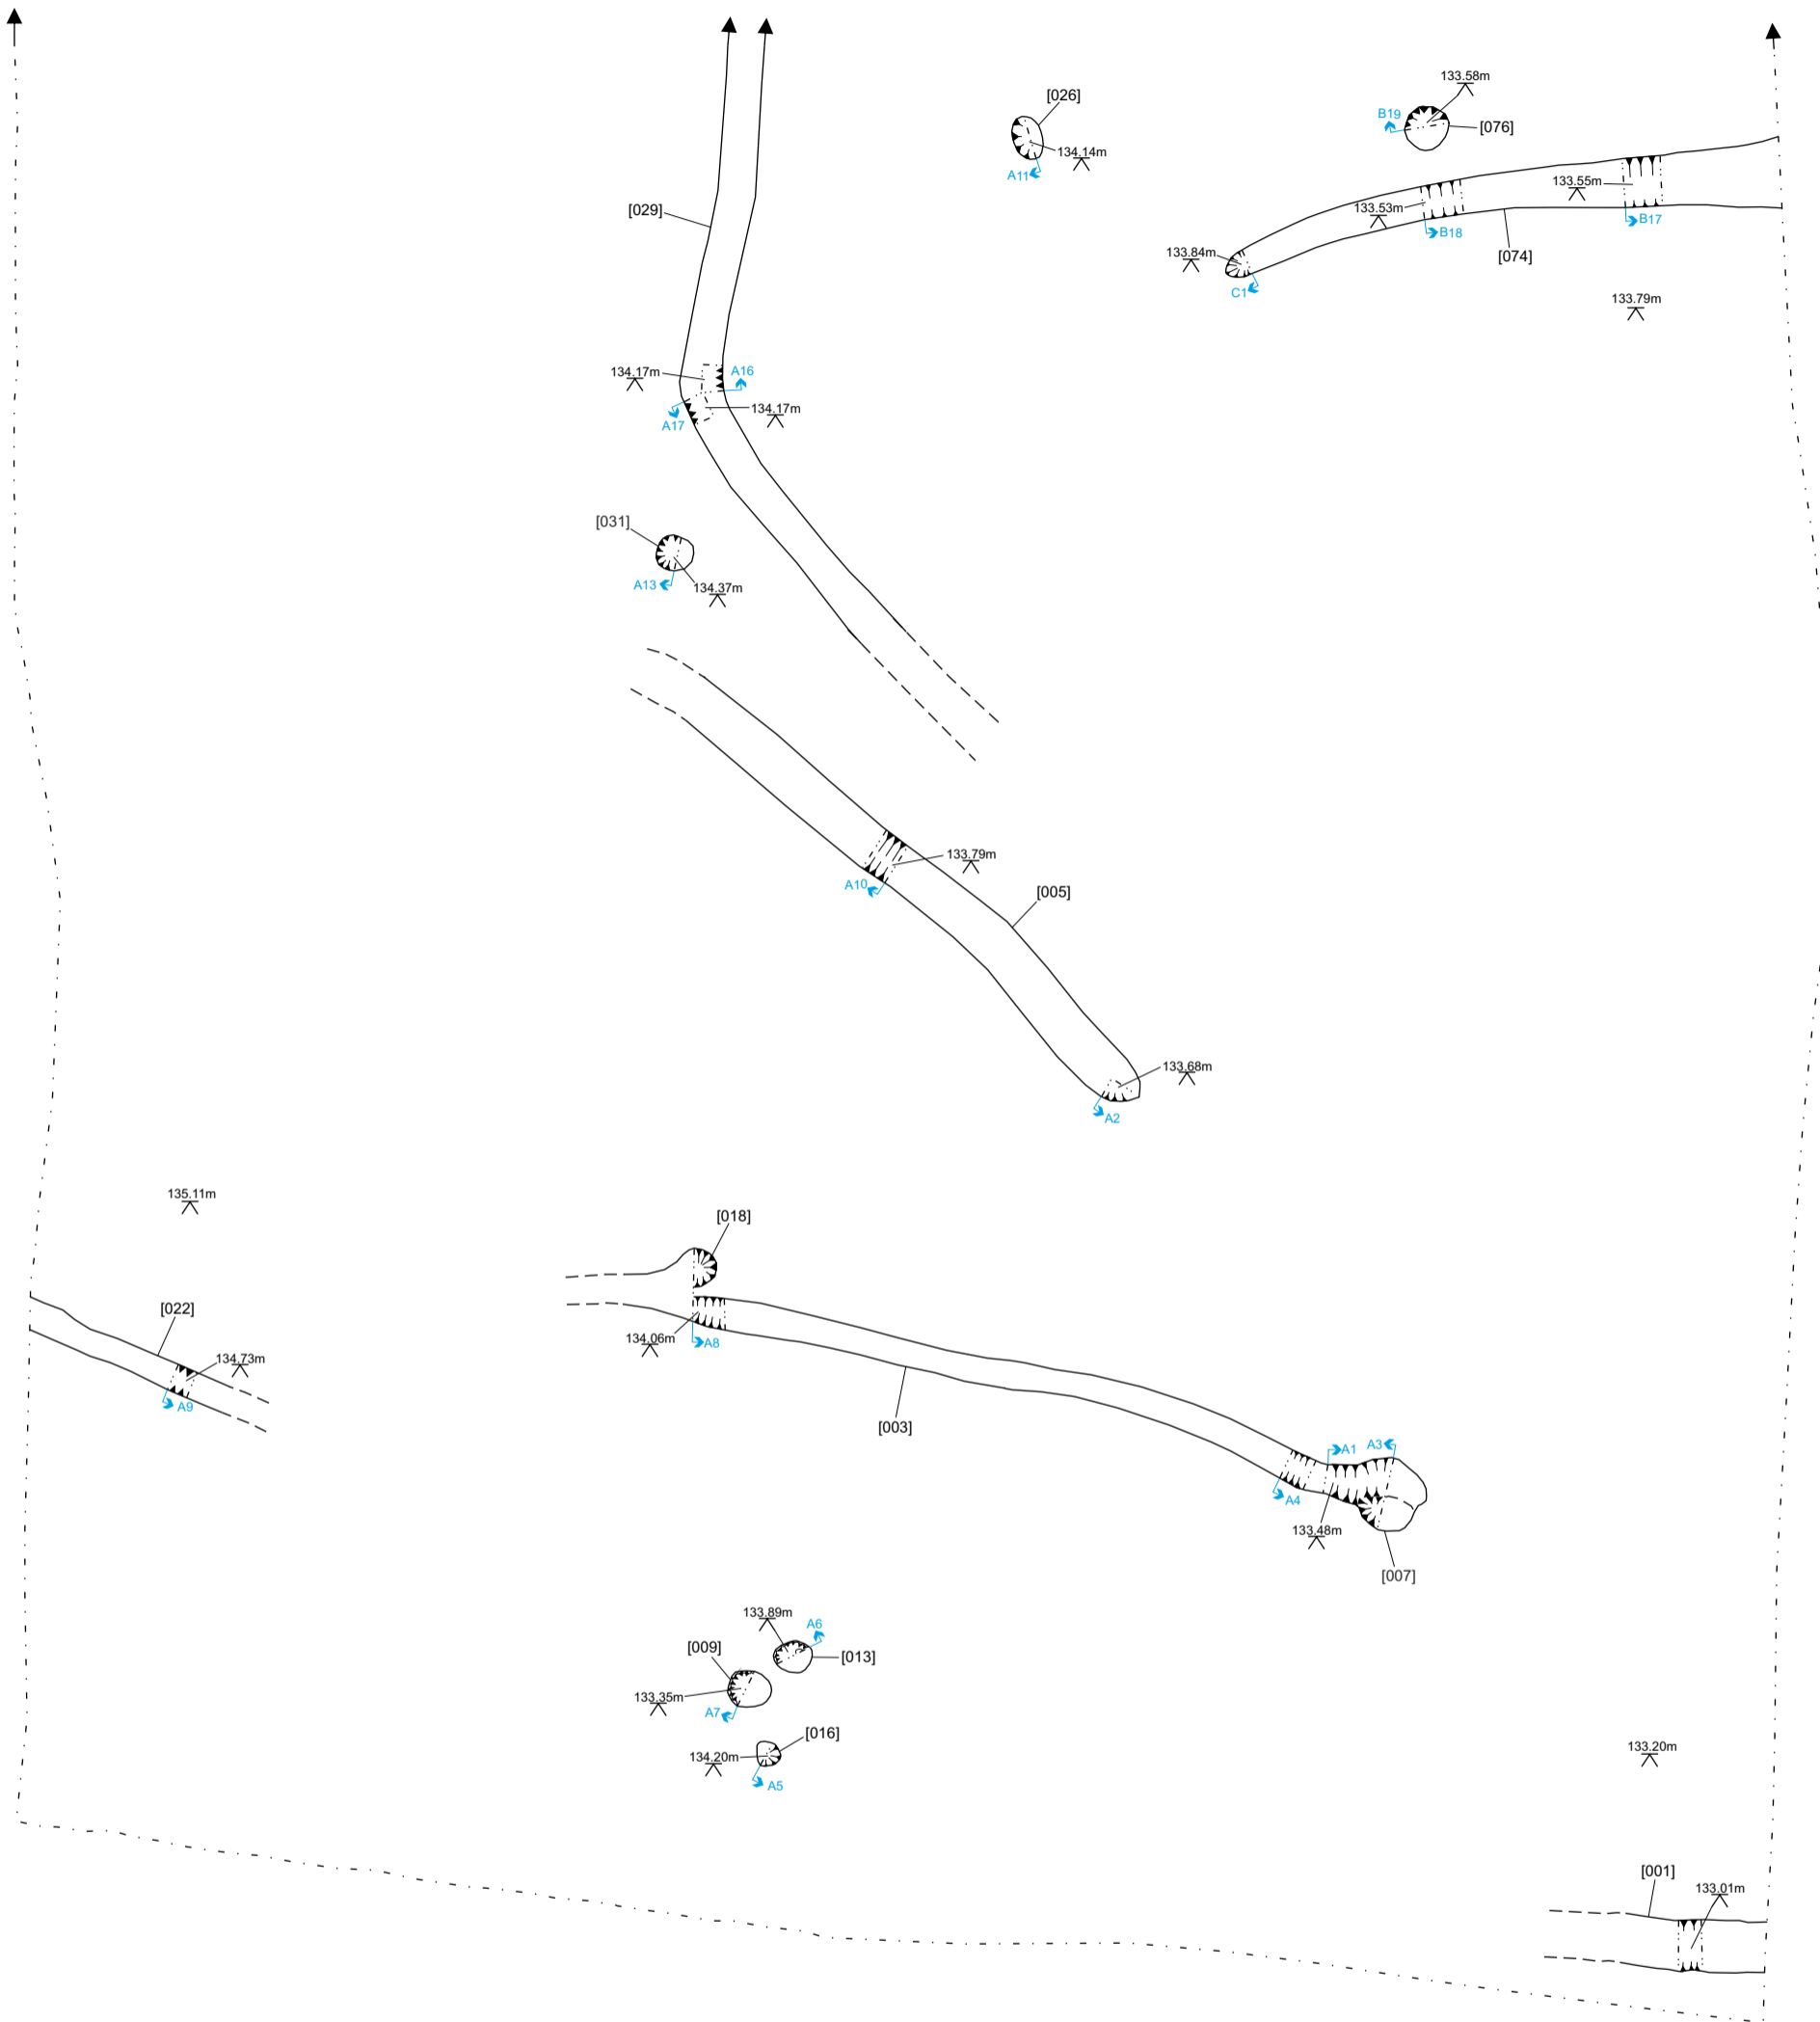 133.58m
[026]
B19
[076]
134.14m
A11
133.55m
[029]
133.53m
B17
B18
133.84m
[074]
C1
133.79m
134.17m
A16
134.17m
A17
[031]
A13
134.37m
133.79m
A10
[005]
133.68m
A2
135.11m
[018]
[022]
134.06m
A8
134.73m
A9
[003]
A1
A3
A4
133.48m
[007]
133.89m
A6
[009]
[013]
133.35m
A7
[016]
134.20m
A5
133.20m
[001]
133.01m